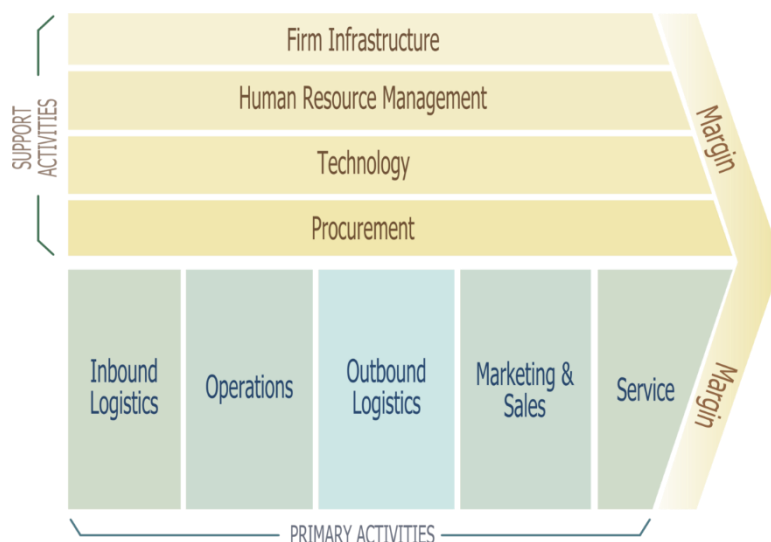 SUPPORT
ACTIVITIES
Firm Infrastructure
Human Resource Management
Technology
Procurement
Margin
Inbound
Logistics
Operations
Outbound
Logistics
Marketing &
Sales
Service
Margin
PRIMARY ACTIVITIES